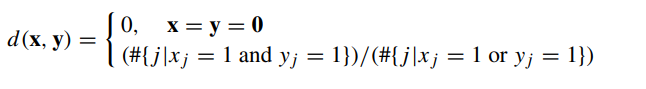 d(x, y) = { 0, x = y = 0
(#{j|x_j = 1 and y_j = 1})/(#{j|x_j = 1 or y_j = 1})